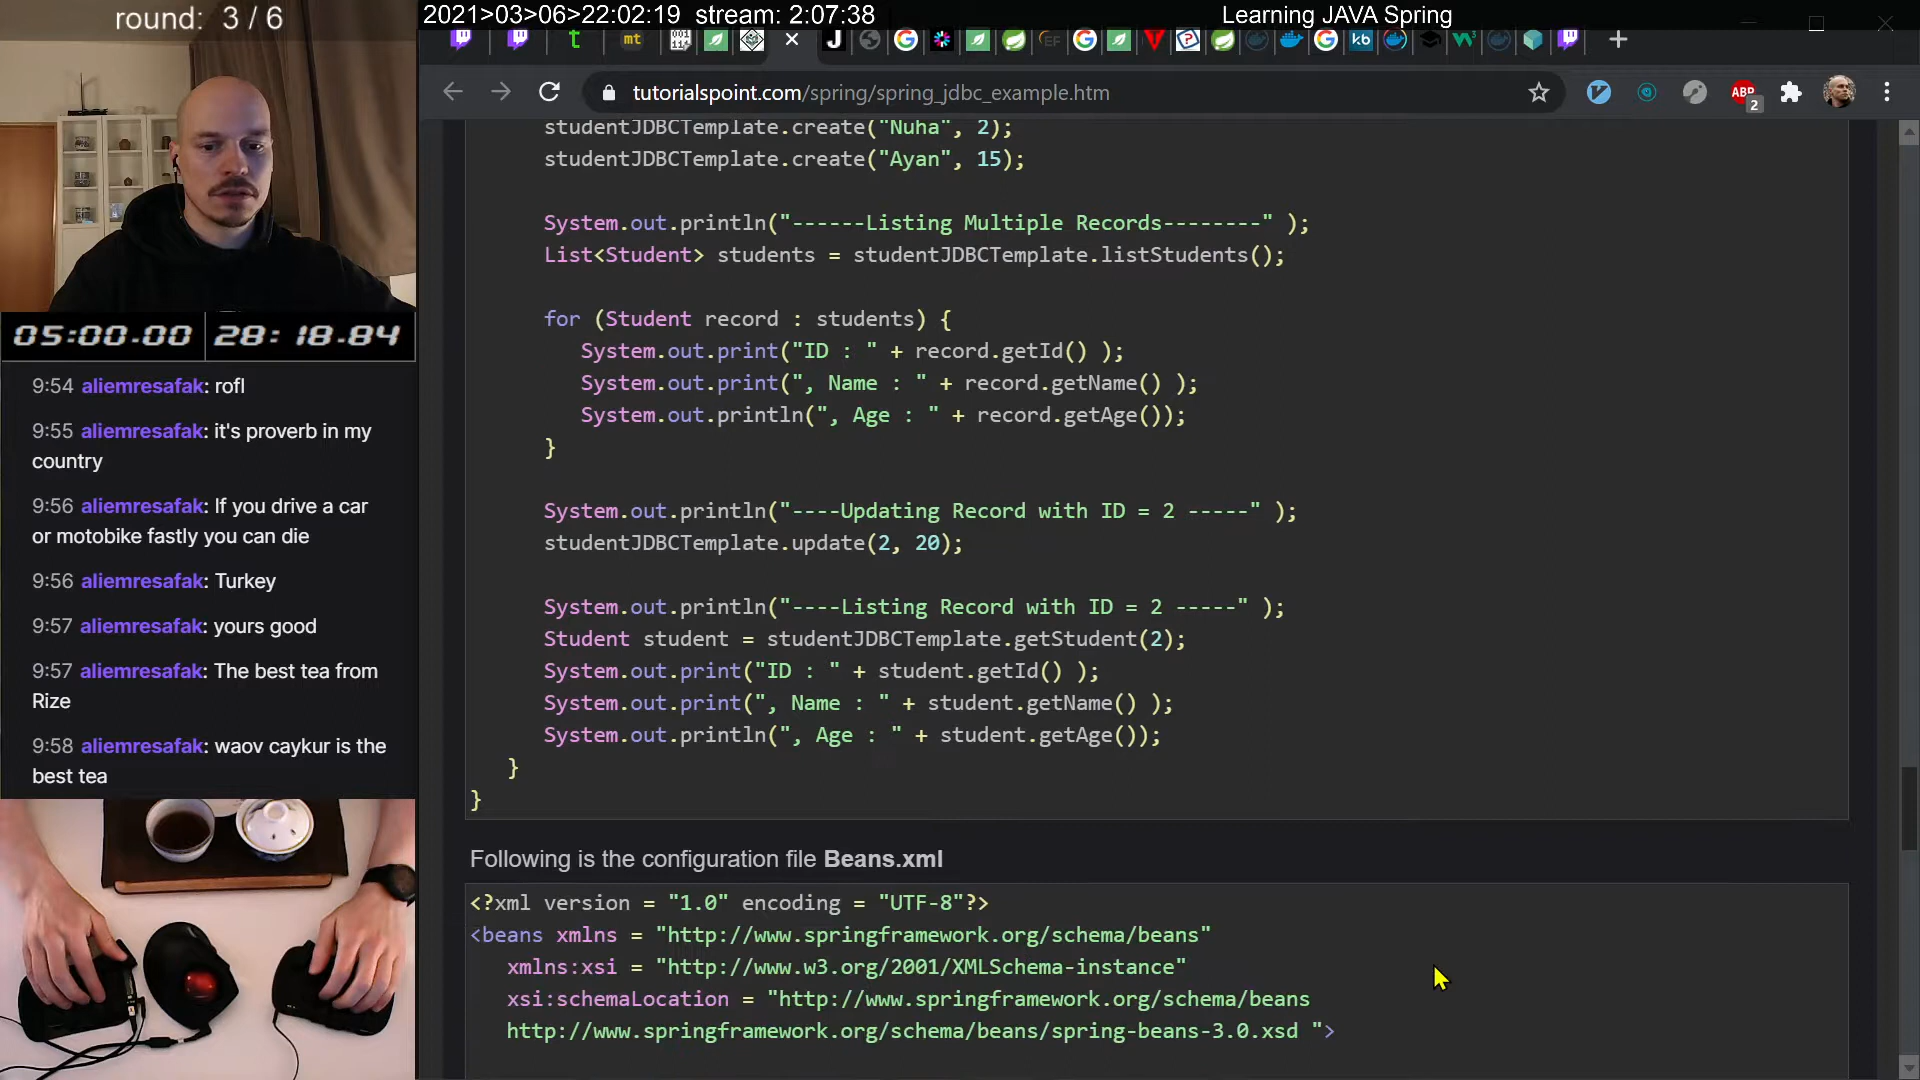 round: 3 / 6
2021>03>06>22:02:19 stream: 2:07:38
Learning JAVA Spring
tutorialspoint.com/spring/spring_jdbc_example.htm
ABP
2
05:00.00
28:18.84
9:54 aliemresafak: rofl
9:55 aliemresafak: it's proverb in my
country
9:56 aliemresafak: If you drive a car
or motobike fastly you can die
9:56 aliemresafak: Turkey
9:57 aliemresafak: yours good
9:57 aliemresafak: The best tea from
Rize
9:58 aliemresafak: waov caykur is the
best tea
studentJDBCTemplate.create("Nuha", 2);
studentJDBCTemplate.create("Ayan", 15);
System.out.println("------Listing Multiple Records--------" );
List<Student> students = studentJDBCTemplate.listStudents();
for (Student record : students) {
System.out.print("ID : " + record.getId() );
System.out.print(", Name : " + record.getName() );
System.out.println(", Age : " + record.getAge());
}
System.out.println("----Updating Record with ID = 2 -----" );
studentJDBCTemplate.update(2, 20);
System.out.println("----Listing Record with ID = 2 -----" );
Student student = studentJDBCTemplate.getStudent(2);
System.out.print("ID : " + student.getId() );
System.out.print(", Name : " + student.getName() );
System.out.println(", Age : " + student.getAge());
}
}
Following is the configuration file Beans.xml
<?xml version = "1.0" encoding = "UTF-8"?>
<beans xmlns = "http://www.springframework.org/schema/beans"
xmlns:xsi = "http://www.w3.org/2001/XMLSchema-instance"
xsi:schemaLocation = "http://www.springframework.org/schema/beans
http://www.springframework.org/schema/beans/spring-beans-3.0.xsd ">